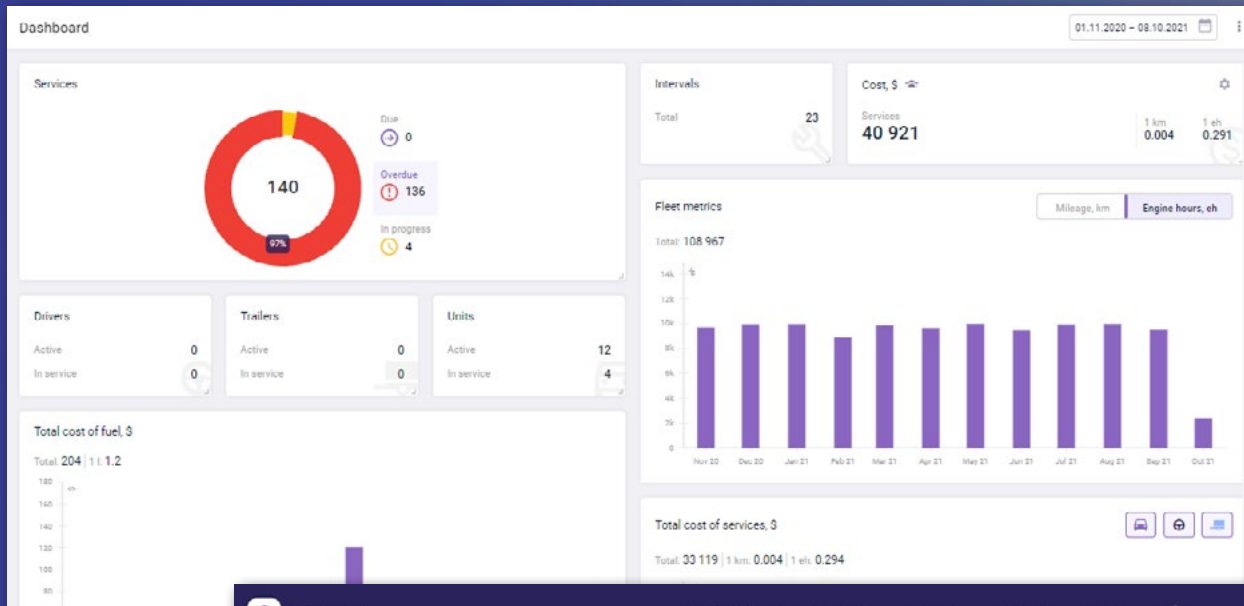 Dashboard
01.11.2020 – 08.10.2021
Services
140
97%
Due
0
Overdue
136
In progress
4
Intervals
Total 23
Cost, $
Services
40 921
1 km
0.004
1 eh
0.291
Fleet metrics
Mileage, km
Engine hours, eh
Total: 108 967
14k
12k
10k
8k
6k
4k
2k
0
Nov 20 Dec 20 Jan 21 Feb 21 Mar 21 Apr 21 May 21 Jun 21 Jul 21 Aug 21 Sep 21 Oct 21
Drivers
Active 0
In service 0
Trailers
Active 0
In service 0
Units
Active 12
In service 4
Total cost of fuel, $
Total: 204 | 1 l: 1.2
180
160
140
120
100
80
Total cost of services, $
Total: 33 119 | 1 km: 0.004 | 1 eh: 0.294